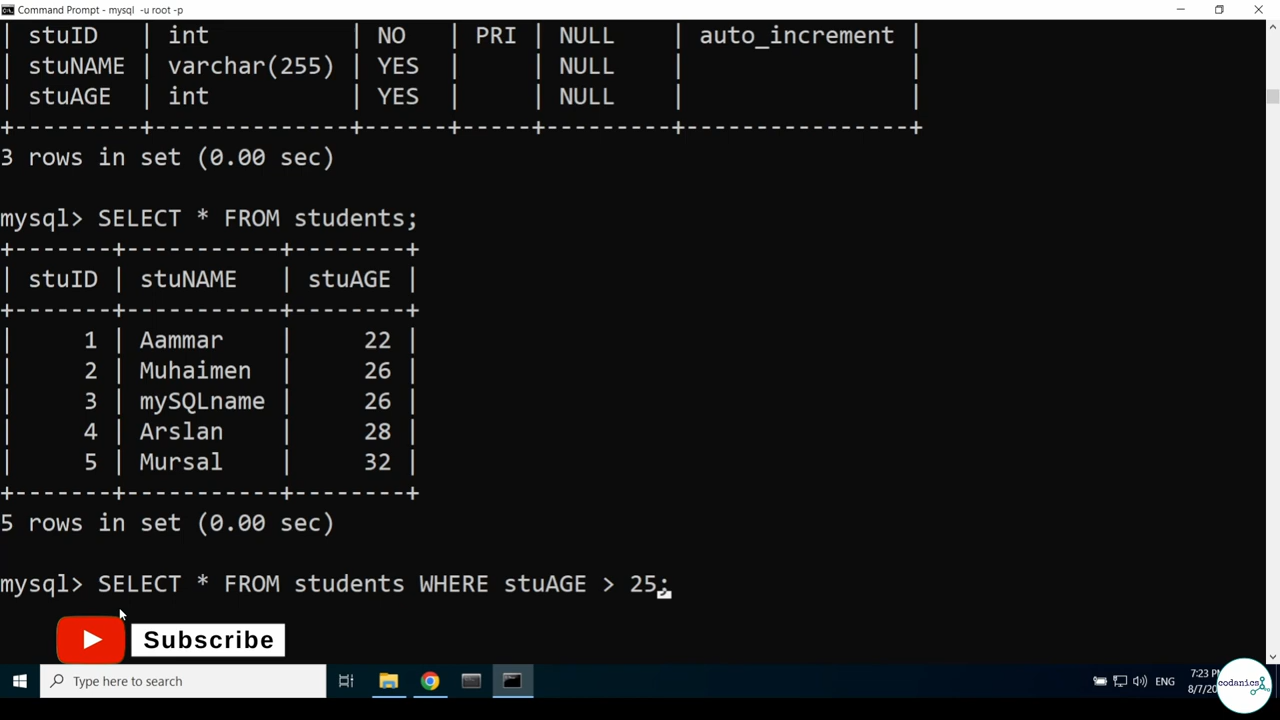 Command Prompt - mysql -u root -p
| stuID | int | NO | PRI | NULL | auto_increment |
| stuNAME | varchar(255) | YES | | NULL | |
| stuAGE | int | YES | | NULL | |
+---------+--------------+------+-----+---------+----------------+
3 rows in set (0.00 sec)
mysql> SELECT * FROM students;
+-------+-----------+--------+
| stuID | stuNAME | stuAGE |
+-------+-----------+--------+
| 1 | Aammar | 22 |
| 2 | Muhaimen | 26 |
| 3 | mySQLname | 26 |
| 4 | Arslan | 28 |
| 5 | Mursal | 32 |
+-------+-----------+--------+
5 rows in set (0.00 sec)
mysql> SELECT * FROM students WHERE stuAGE > 25;
Subscribe
Type here to search
ENG
7:23
codanics